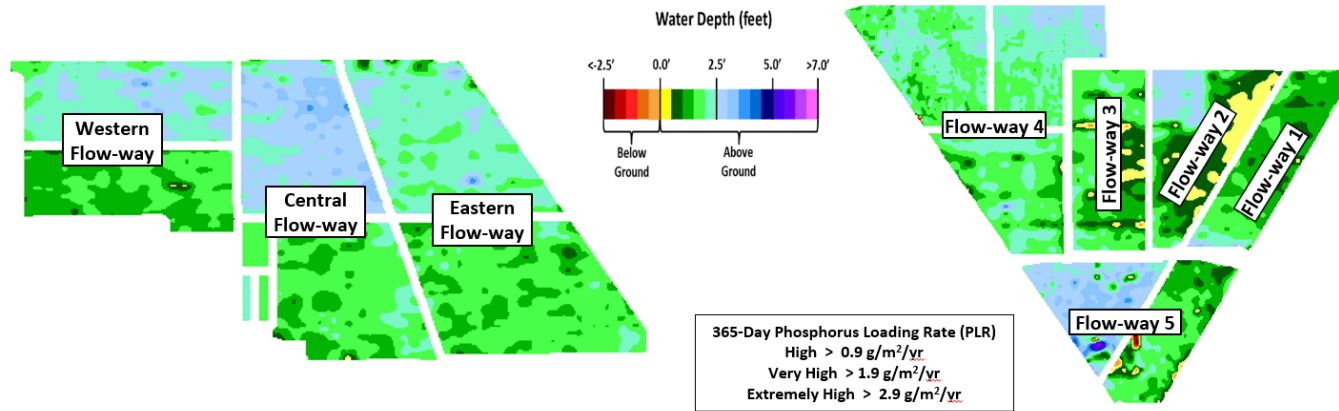 Water Depth (feet)
<-2.5' 0.0' 2.5' 5.0' >7.0'
Below
Ground
Above
Ground
Western
Flow-way
Central
Flow-way
Eastern
Flow-way
Flow-way 4
Flow-way 3
Flow-way 2
Flow-way 1
Flow-way 5
365-Day Phosphorus Loading Rate (PLR)
High > 0.9 g/m²/yr
Very High > 1.9 g/m²/yr
Extremely High > 2.9 g/m²/yr